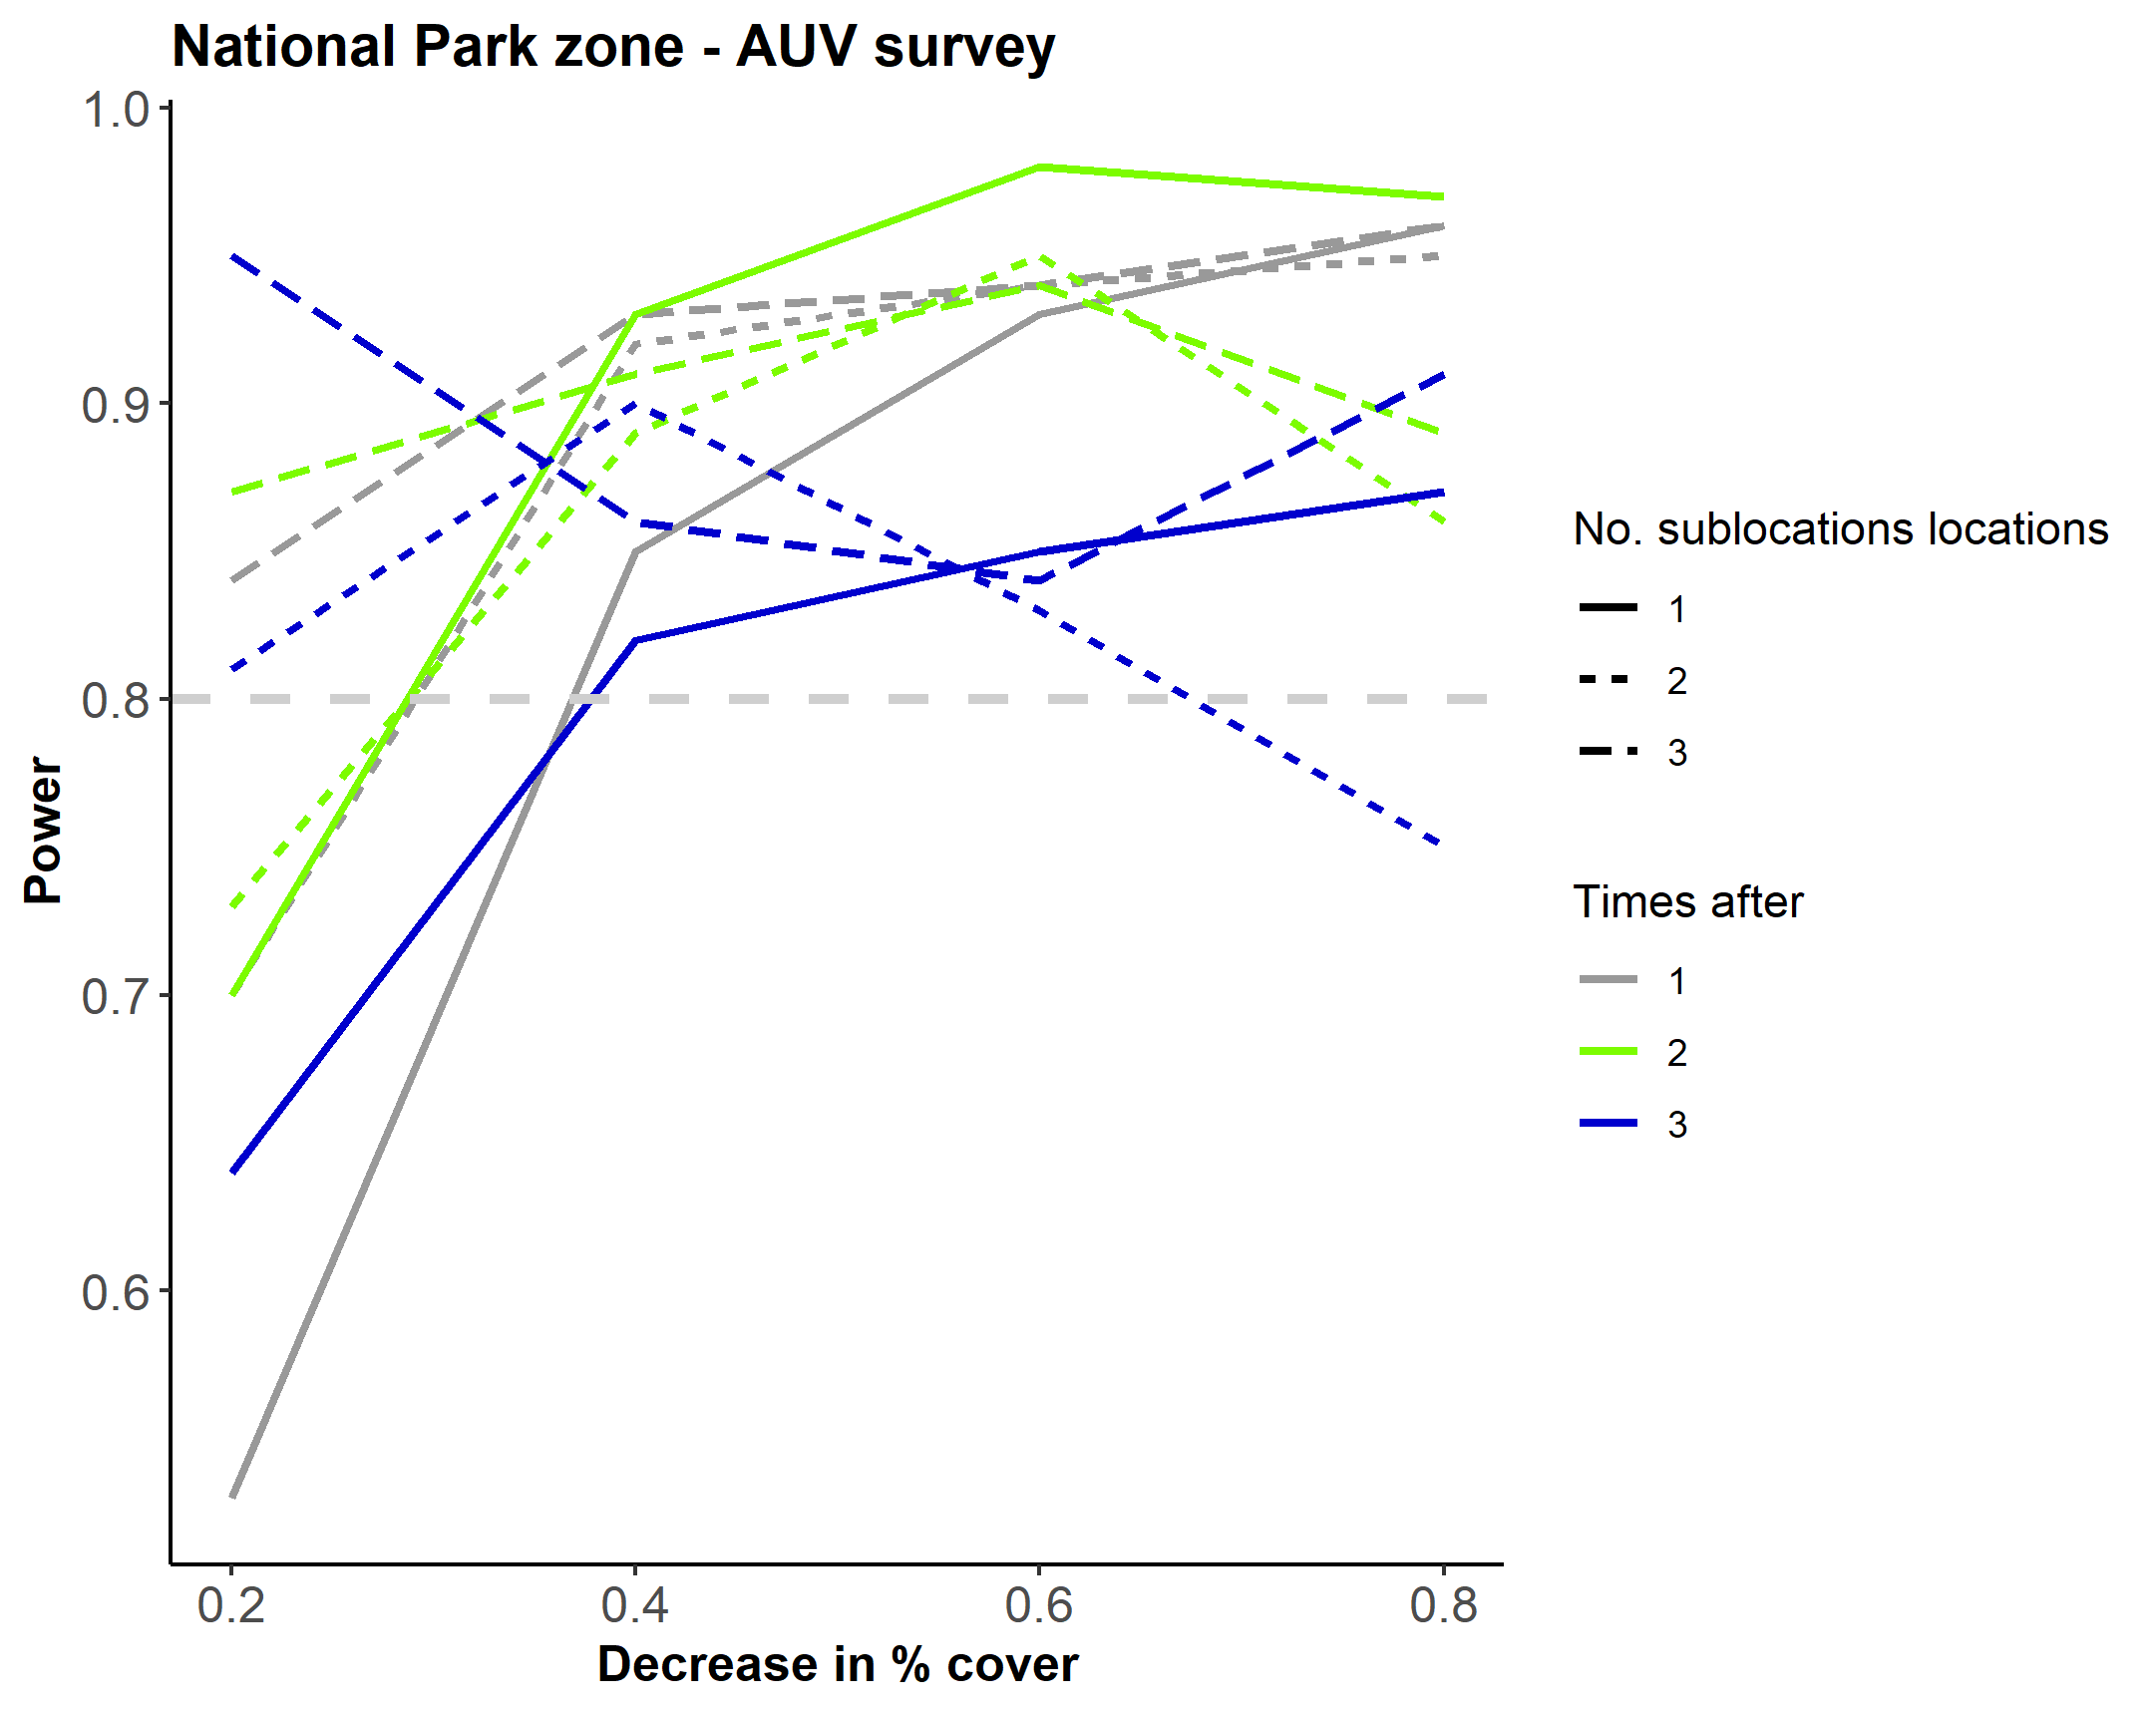 National Park zone - AUV survey
1.0
0.9
0.8
0.7
0.6
Power
0.2 0.4 0.6 0.8
Decrease in % cover
No. sublocations locations
1
2
3
Times after
1
2
3